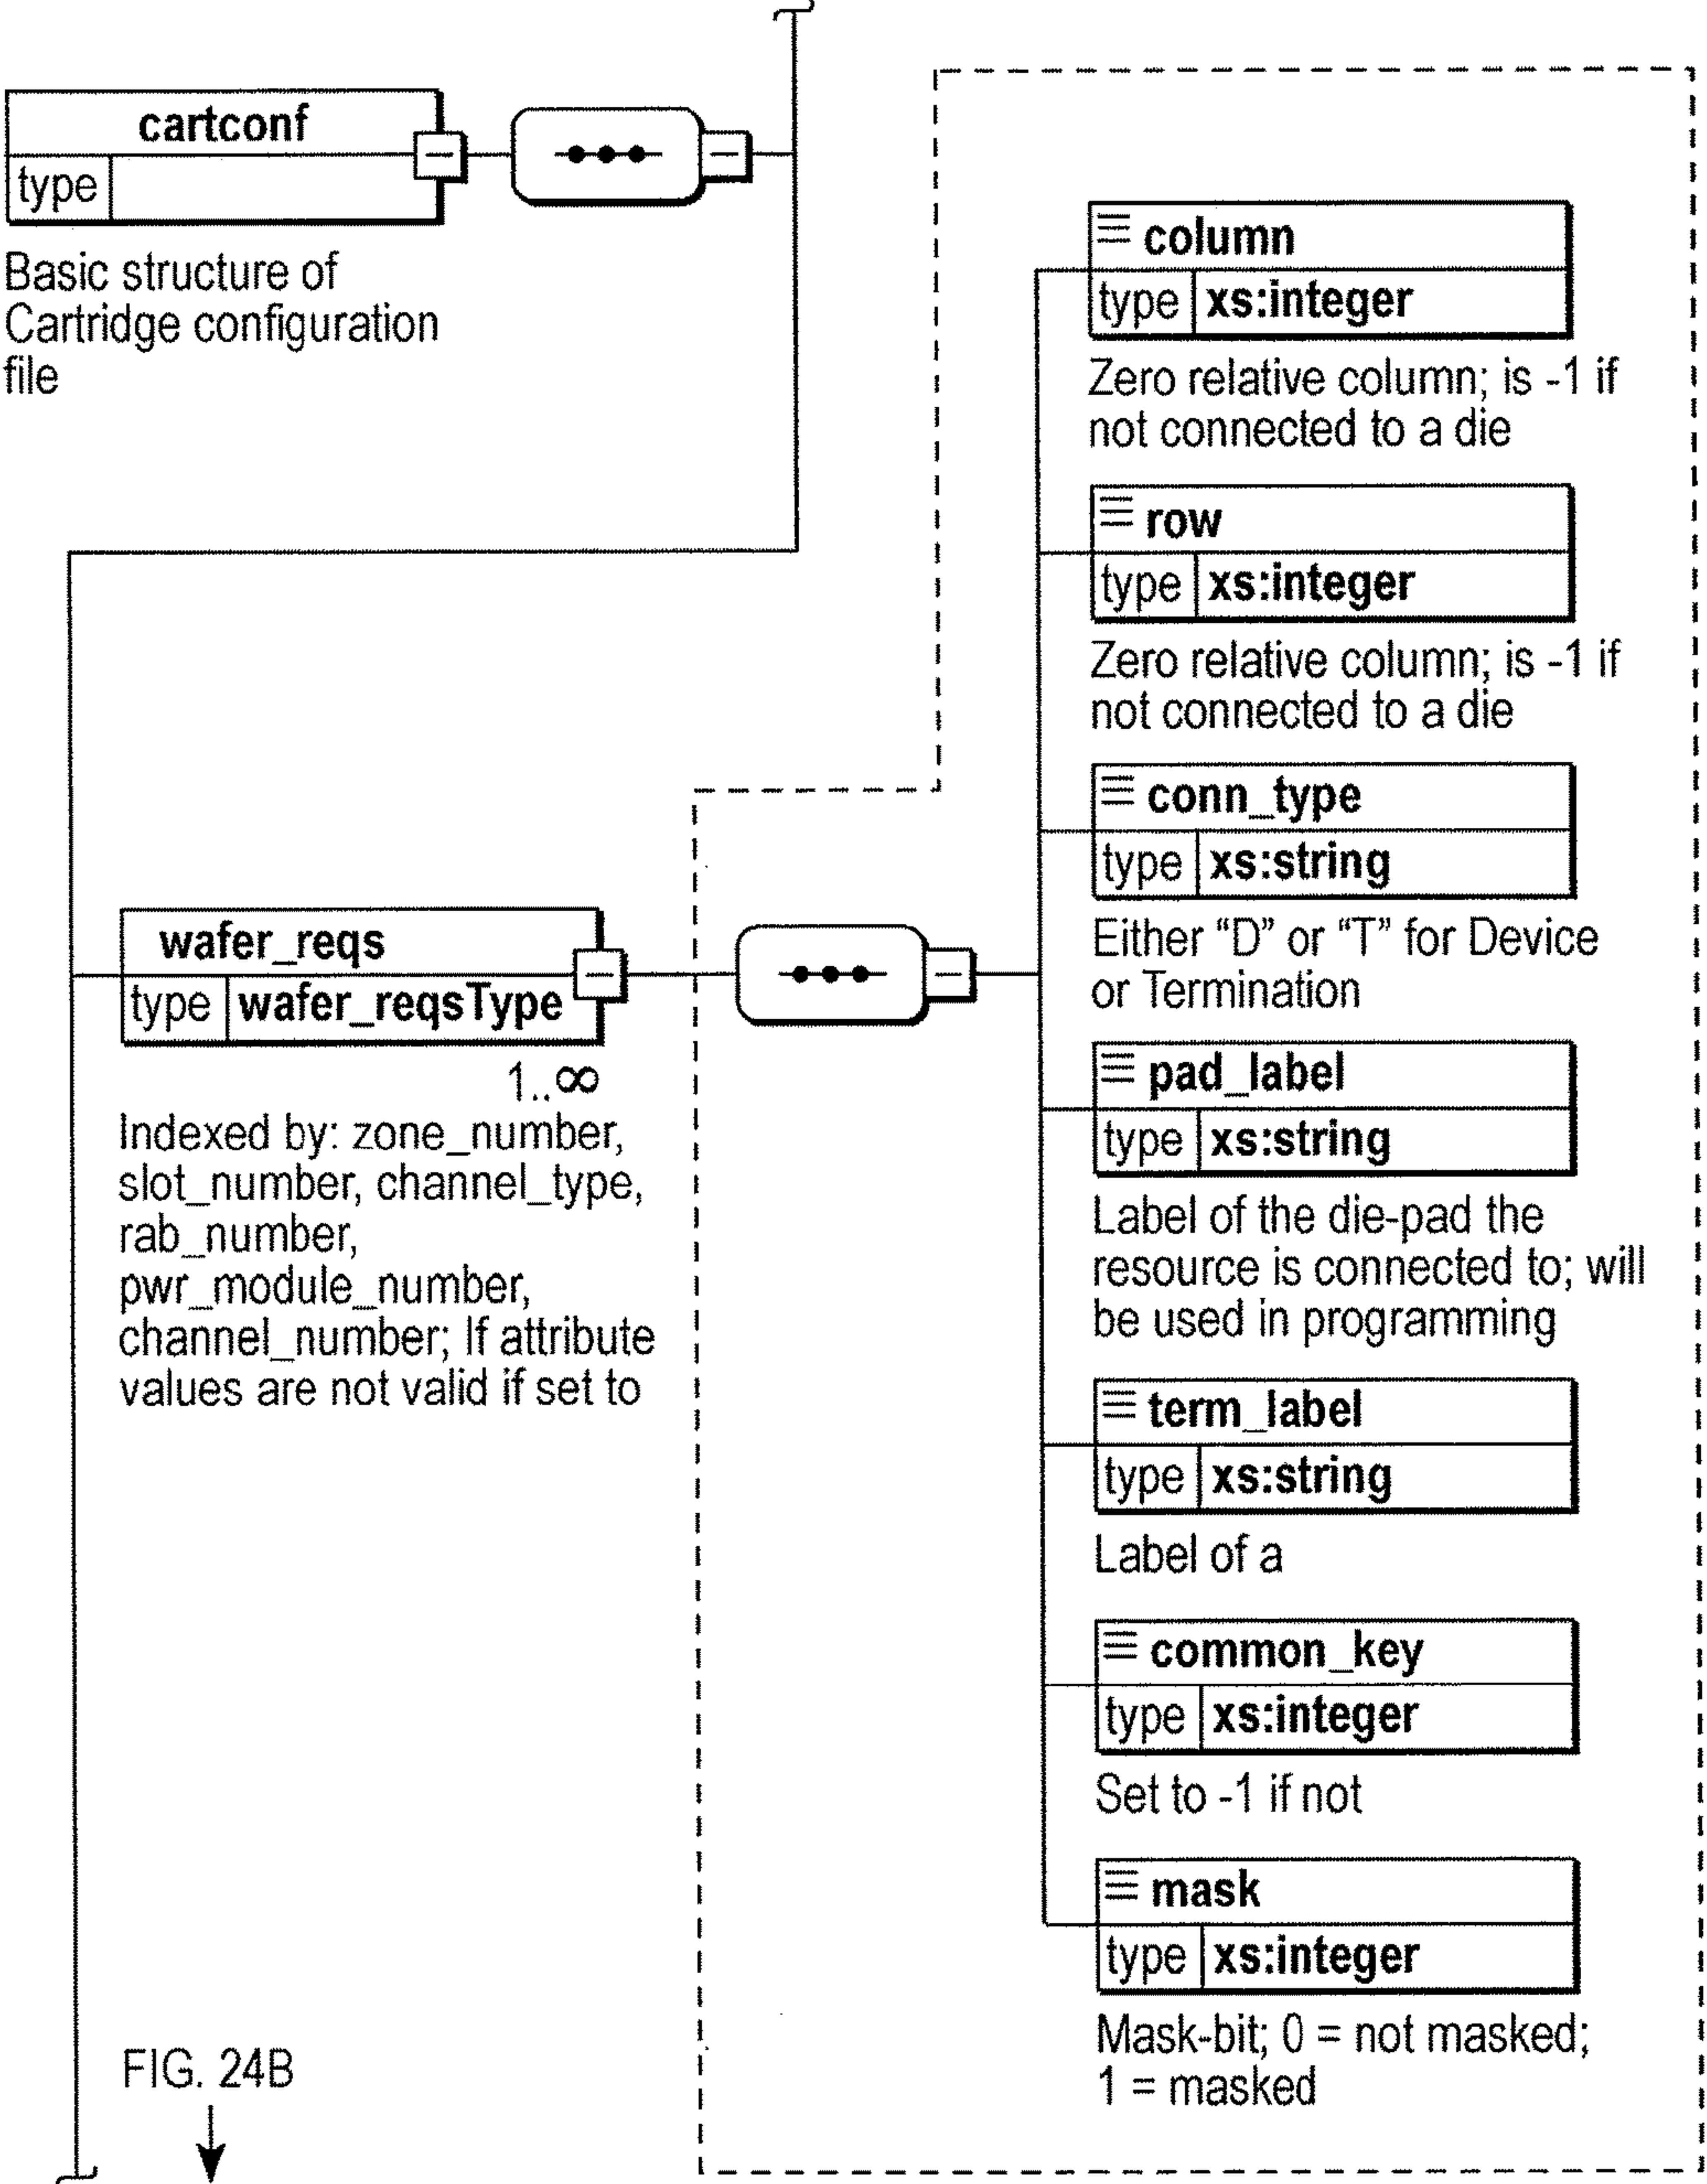 cartconf
type
Basic structure of
Cartridge configuration
file
column
type xs:integer
Zero relative column; is -1 if
not connected to a die
row
type xs:integer
Zero relative column; is -1 if
not connected to a die
conn_type
type xs:string
Either “D” or “T” for Device
or Termination
wafer_reqs
type wafer_reqsType
1..∞
Indexed by: zone_number,
slot_number, channel_type,
rab_number,
pwr_module_number,
channel_number; If attribute
values are not valid if set to
pad_label
type xs:string
Label of the die-pad the
resource is connected to; will
be used in programming
term_label
type xs:string
Label of a
common_key
type xs:integer
Set to -1 if not
mask
type xs:integer
Mask-bit; 0 = not masked;
1 = masked
FIG. 24B